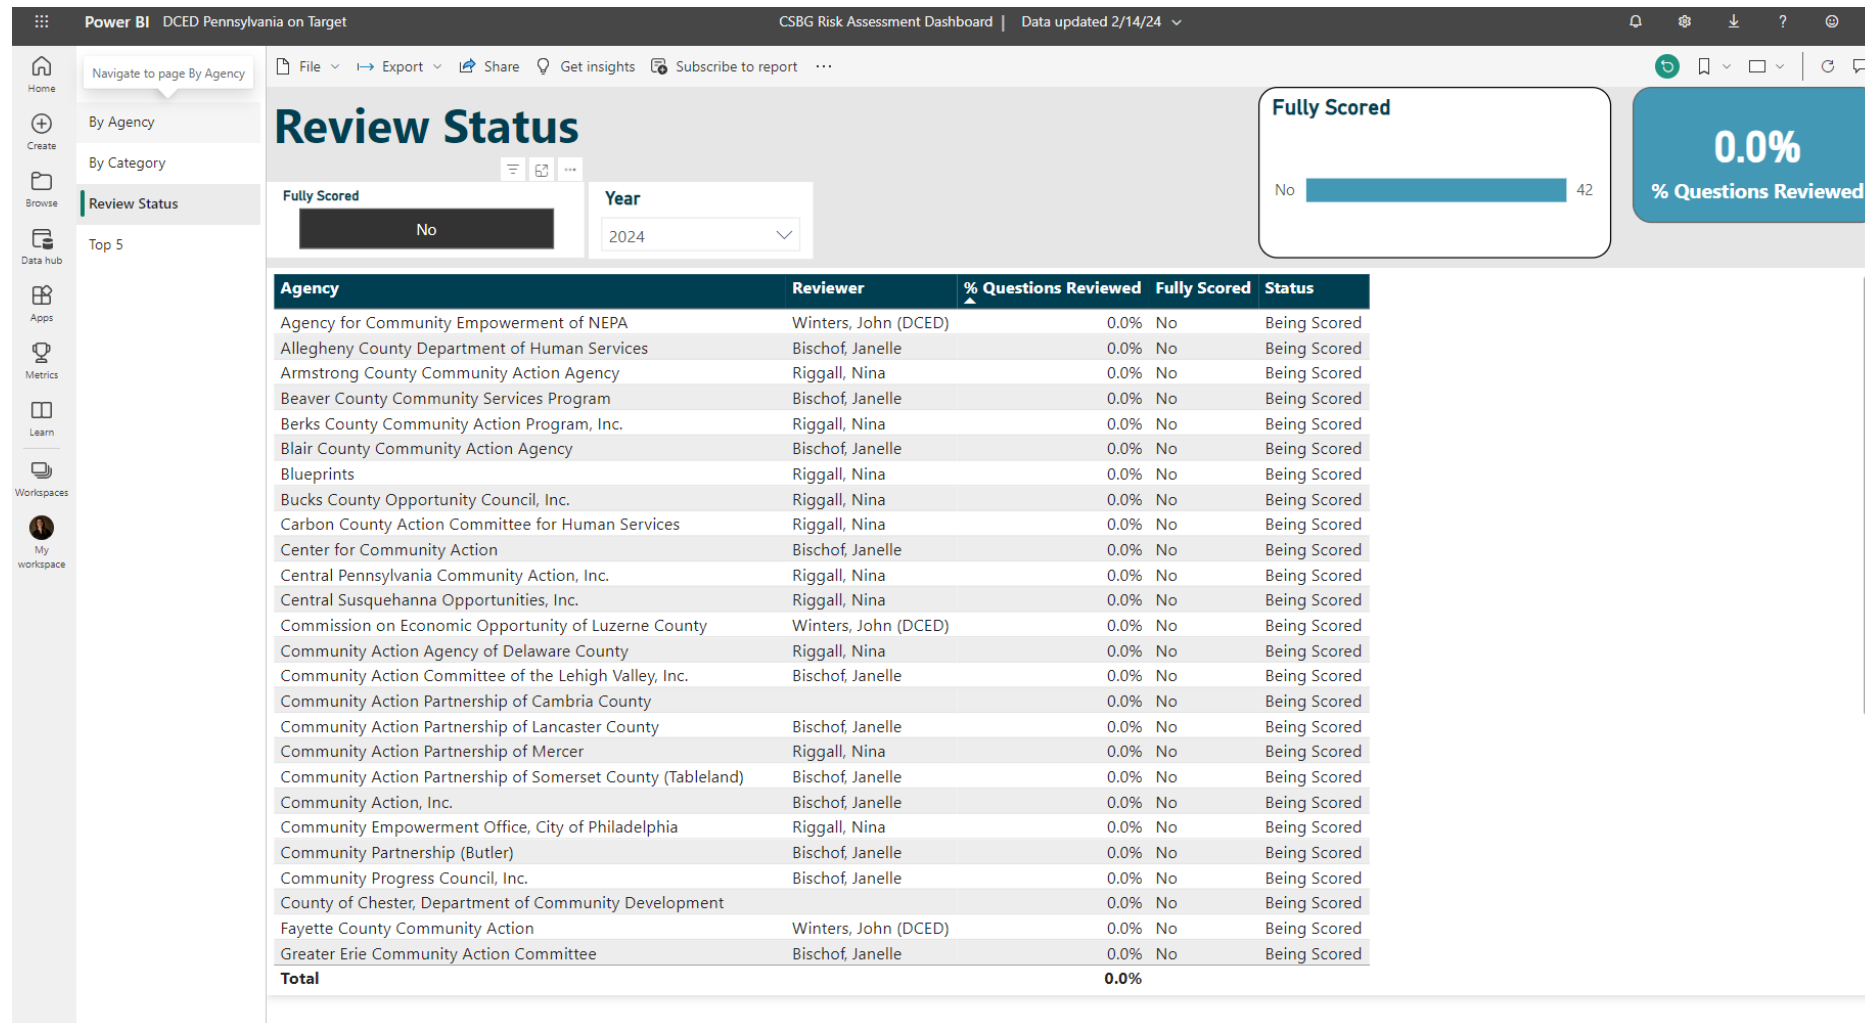 Power BI DCED Pennsylvania on Target CSBG Risk Assessment Dashboard | Data updated 2/14/24
Home
Create
Browse
Data hub
Apps
Metrics
Learn
Workspaces
My
workspace
Navigate to page By Agency
By Agency
By Category
Review Status
Top 5
File Export Share Get insights Subscribe to report ...
Review Status
Fully Scored
No
Year
2024
Fully Scored
No 42
0.0%
% Questions Reviewed
Agency Reviewer % Questions Reviewed Fully Scored Status
Agency for Community Empowerment of NEPA Winters, John (DCED) 0.0% No Being Scored
Allegheny County Department of Human Services Bischof, Janelle 0.0% No Being Scored
Armstrong County Community Action Agency Riggall, Nina 0.0% No Being Scored
Beaver County Community Services Program Bischof, Janelle 0.0% No Being Scored
Berks County Community Action Program, Inc. Riggall, Nina 0.0% No Being Scored
Blair County Community Action Agency Bischof, Janelle 0.0% No Being Scored
Blueprints Riggall, Nina 0.0% No Being Scored
Bucks County Opportunity Council, Inc. Riggall, Nina 0.0% No Being Scored
Carbon County Action Committee for Human Services Riggall, Nina 0.0% No Being Scored
Center for Community Action Bischof, Janelle 0.0% No Being Scored
Central Pennsylvania Community Action, Inc. Riggall, Nina 0.0% No Being Scored
Central Susquehanna Opportunities, Inc. Riggall, Nina 0.0% No Being Scored
Commission on Economic Opportunity of Luzerne County Winters, John (DCED) 0.0% No Being Scored
Community Action Agency of Delaware County Riggall, Nina 0.0% No Being Scored
Community Action Committee of the Lehigh Valley, Inc. Bischof, Janelle 0.0% No Being Scored
Community Action Partnership of Cambria County 0.0% No Being Scored
Community Action Partnership of Lancaster County Bischof, Janelle 0.0% No Being Scored
Community Action Partnership of Mercer Riggall, Nina 0.0% No Being Scored
Community Action Partnership of Somerset County (Tableland) Bischof, Janelle 0.0% No Being Scored
Community Action, Inc. Bischof, Janelle 0.0% No Being Scored
Community Empowerment Office, City of Philadelphia Riggall, Nina 0.0% No Being Scored
Community Partnership (Butler) Bischof, Janelle 0.0% No Being Scored
Community Progress Council, Inc. Bischof, Janelle 0.0% No Being Scored
County of Chester, Department of Community Development 0.0% No Being Scored
Fayette County Community Action Winters, John (DCED) 0.0% No Being Scored
Greater Erie Community Action Committee Bischof, Janelle 0.0% No Being Scored
Total 0.0%